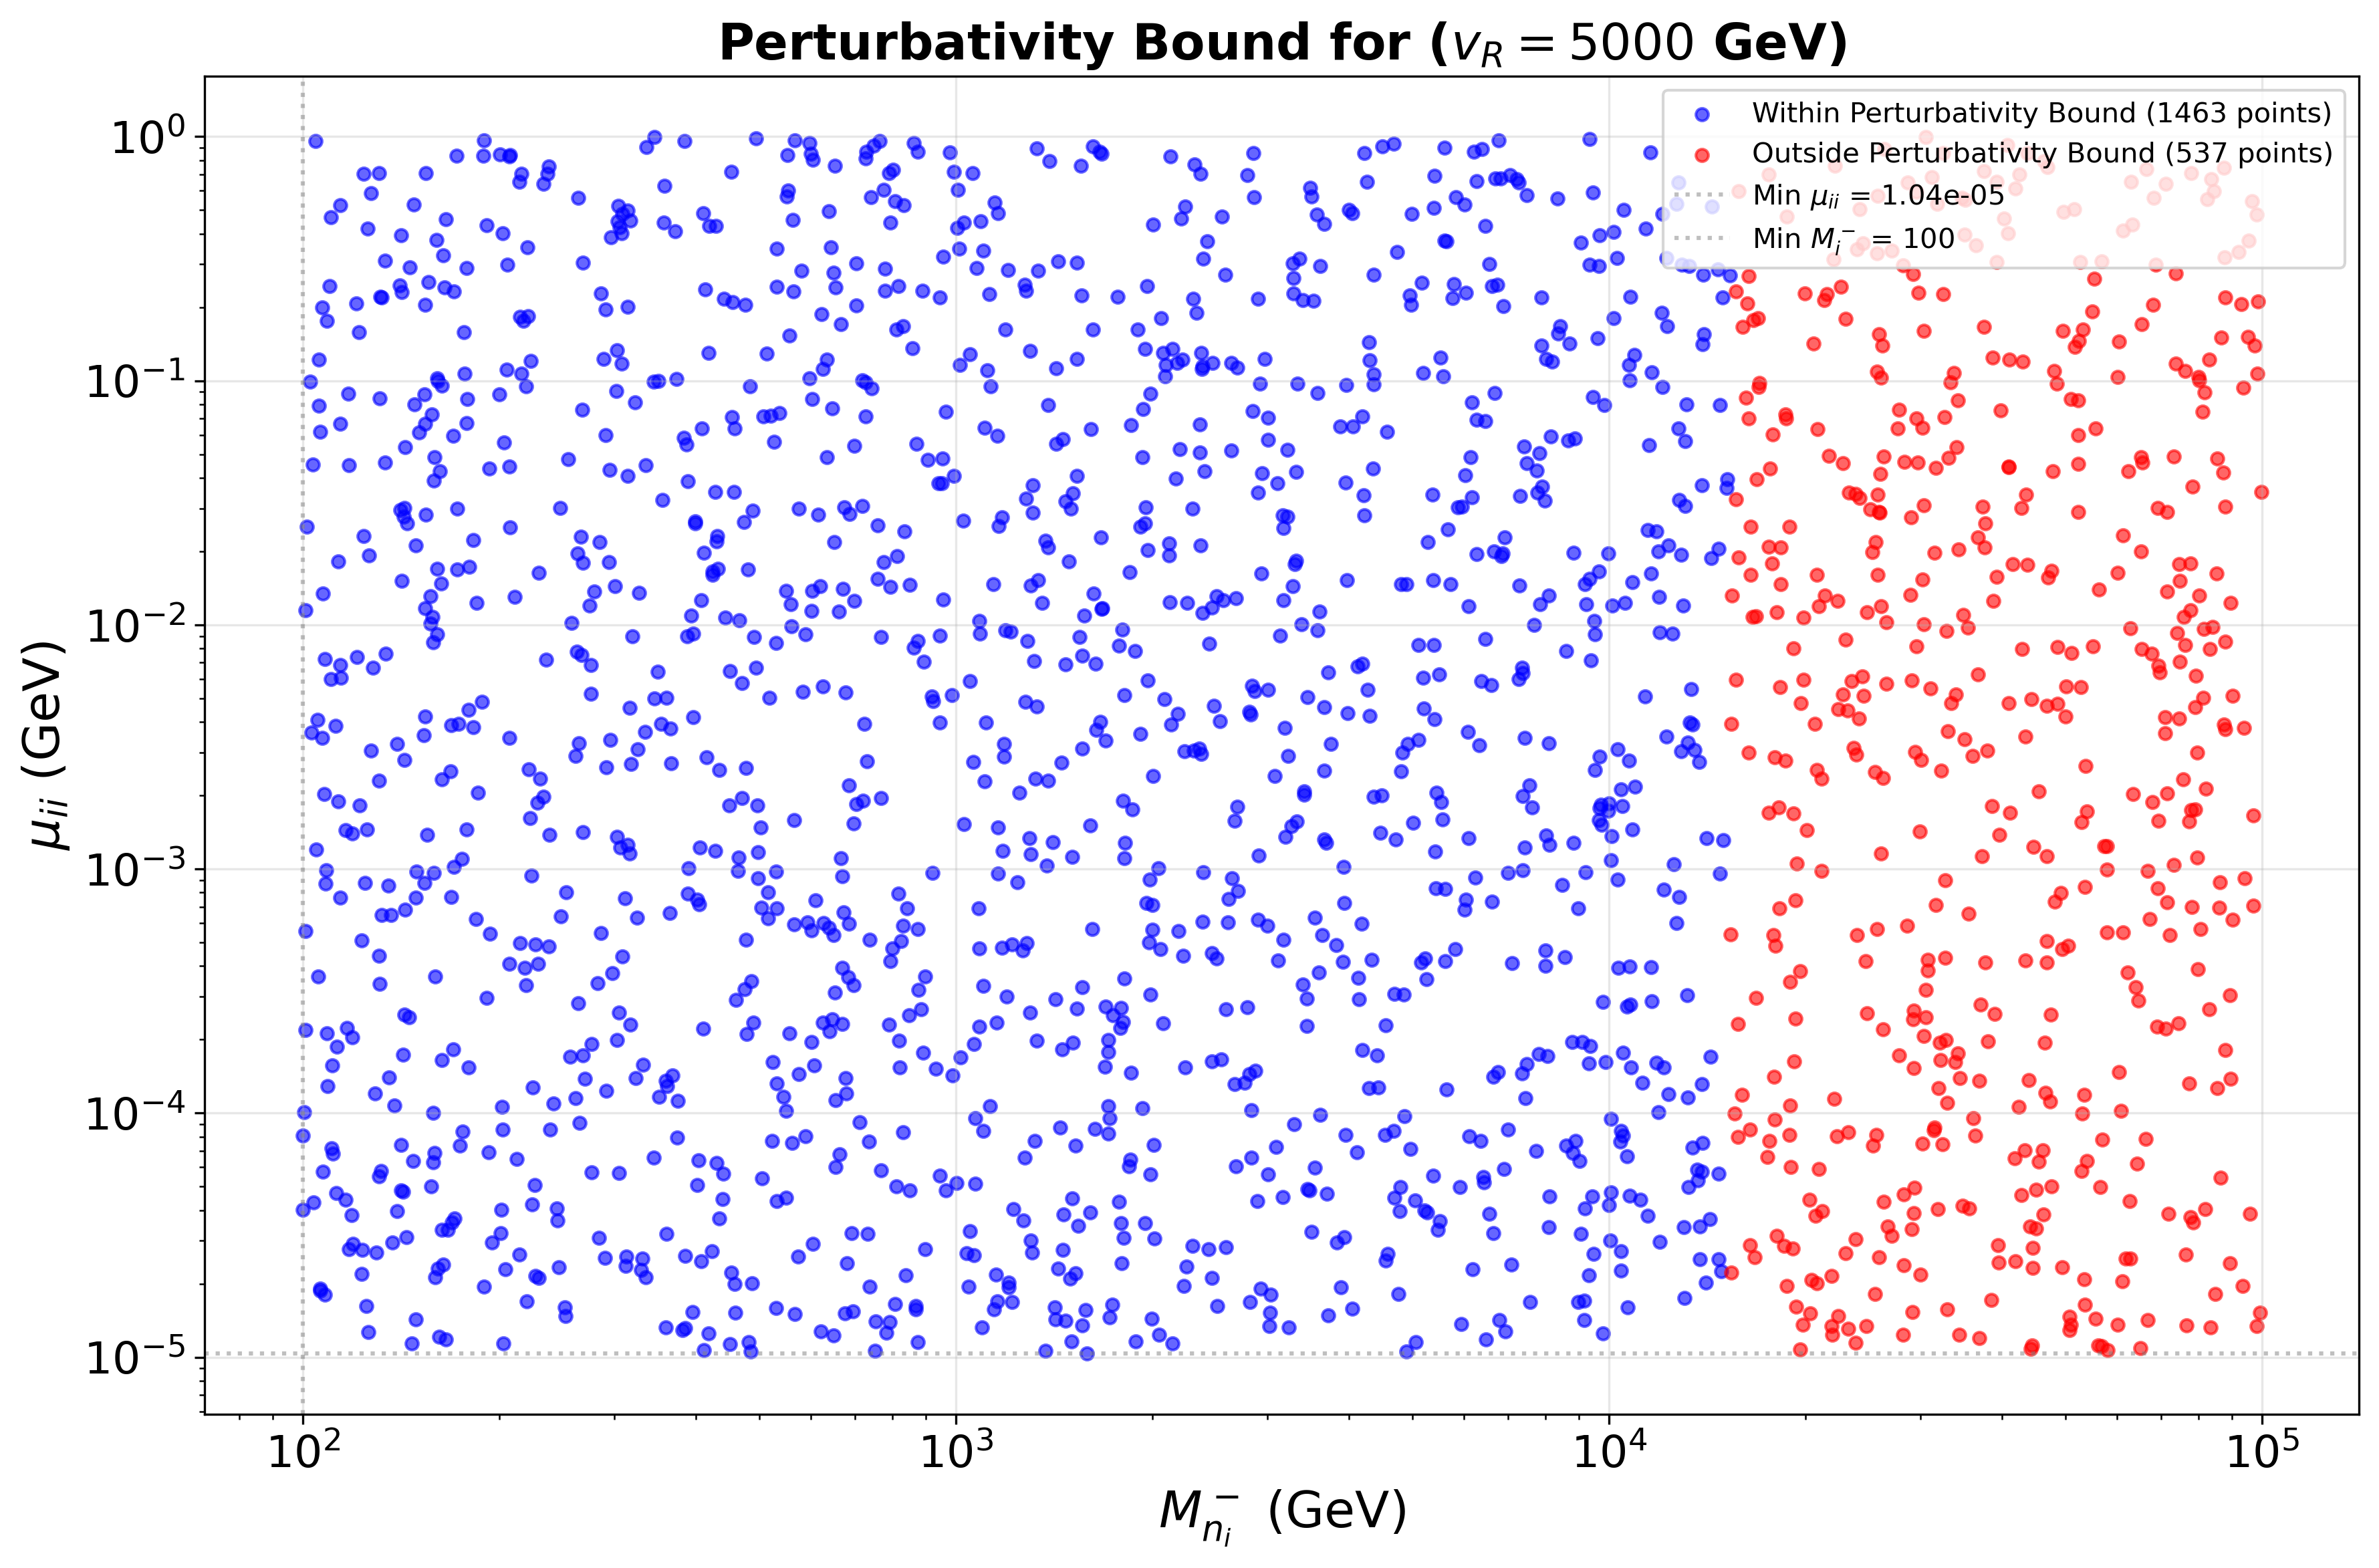 Perturbativity Bound for (v_R = 5000 GeV)
Within Perturbativity Bound (1463 points)
Outside Perturbativity Bound (537 points)
Min μ_ii = 1.04e-05
Min M_i^- = 100
μ_ii (GeV)
10^0
10^-1
10^-2
10^-3
10^-4
10^-5
10^2 10^3 10^4 10^5
M_{n_i}^- (GeV)